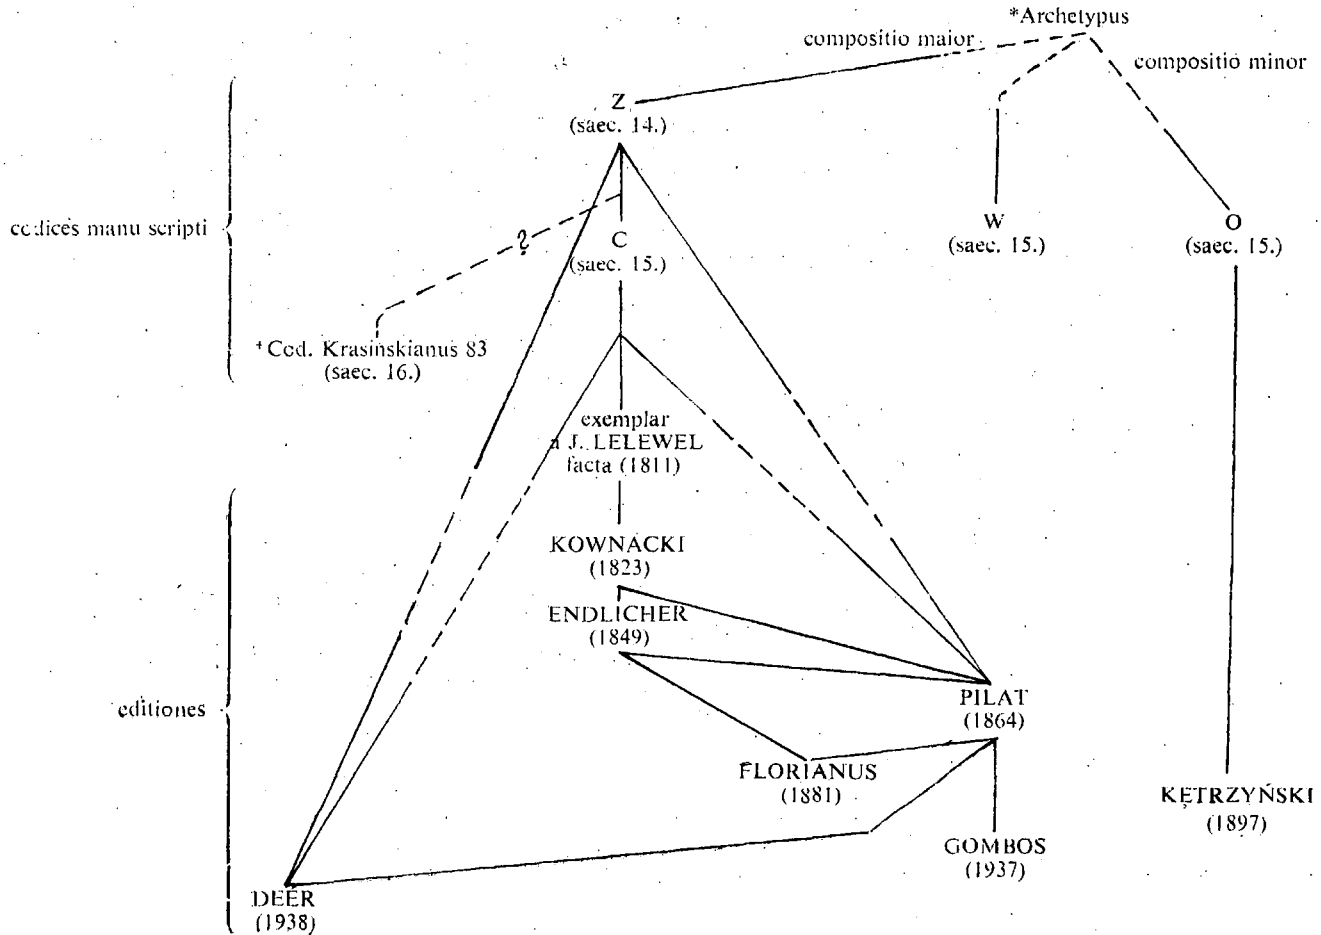 *Archetypus
compositio maior
compositio minor
Z
(saec. 14.)
codices manu scripti
?
C
(saec. 15.)
W
(saec. 15.)
O
(saec. 15.)
*Cod. Krasinskianus 83
(saec. 16.)
exemplar
a J. LELEWEL
facta (1811)
KOWNACKI
(1823)
ENDLICHER
(1849)
editiones
PILAT
(1864)
FLORIANUS
(1881)
KĘTRZYŃSKI
(1897)
GOMBOS
(1937)
DEÉR
(1938)